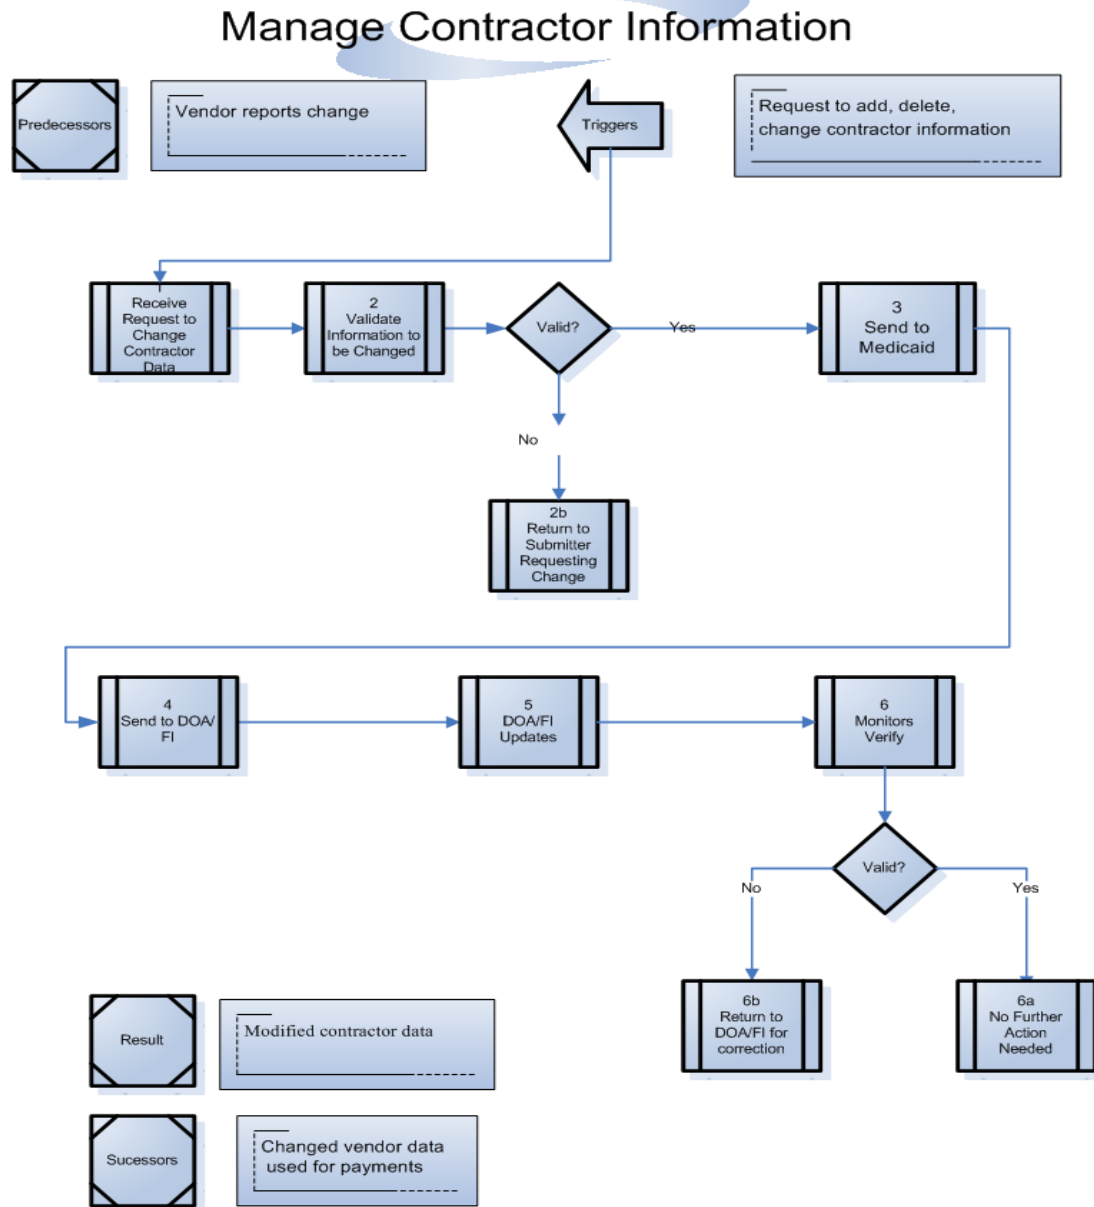 Manage Contractor Information
Predecessors
Vendor reports change
Triggers
Request to add, delete,
change contractor information
Receive
Request to
Change
Contractor
Data
2
Validate
Information to
be Changed
Valid?
Yes
3
Send to
Medicaid
No
2b
Return to
Submitter
Requesting
Change
4
Send to DOA/
FI
5
DOA/FI
Updates
6
Monitors
Verify
Valid?
No
Yes
6b
Return to
DOA/FI for
correction
6a
No Further
Action
Needed
Result
Modified contractor data
Sucessors
Changed vendor data
used for payments